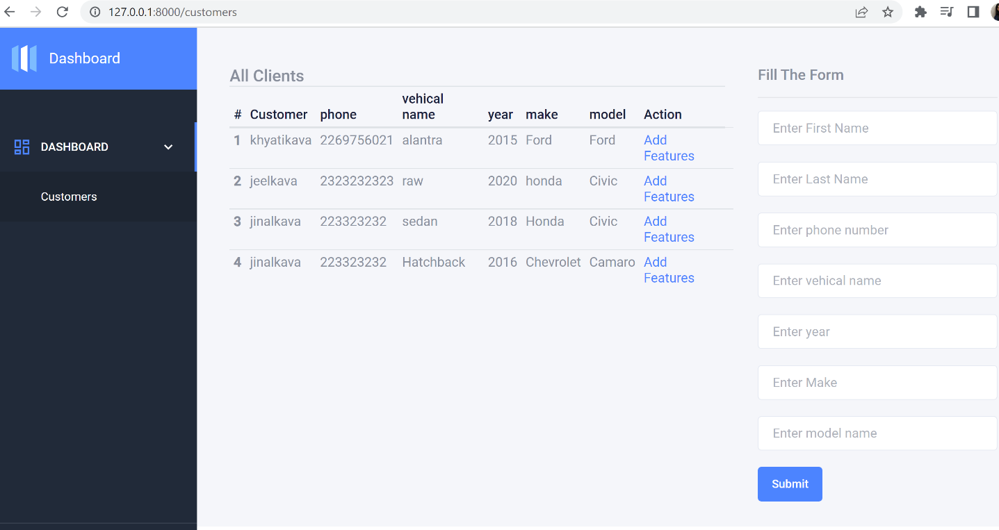 127.0.0.1:8000/customers
Dashboard
DASHBOARD
Customers
All Clients
# Customer phone vehical name year make model Action
1 khyatikava 2269756021 alantra 2015 Ford Ford Add Features
2 jeelkava 2323232323 raw 2020 honda Civic Add Features
3 jinalkava 223323232 sedan 2018 Honda Civic Add Features
4 jinalkava 223323232 Hatchback 2016 Chevrolet Camaro Add Features
Fill The Form
Enter First Name
Enter Last Name
Enter phone number
Enter vehical name
Enter year
Enter Make
Enter model name
Submit